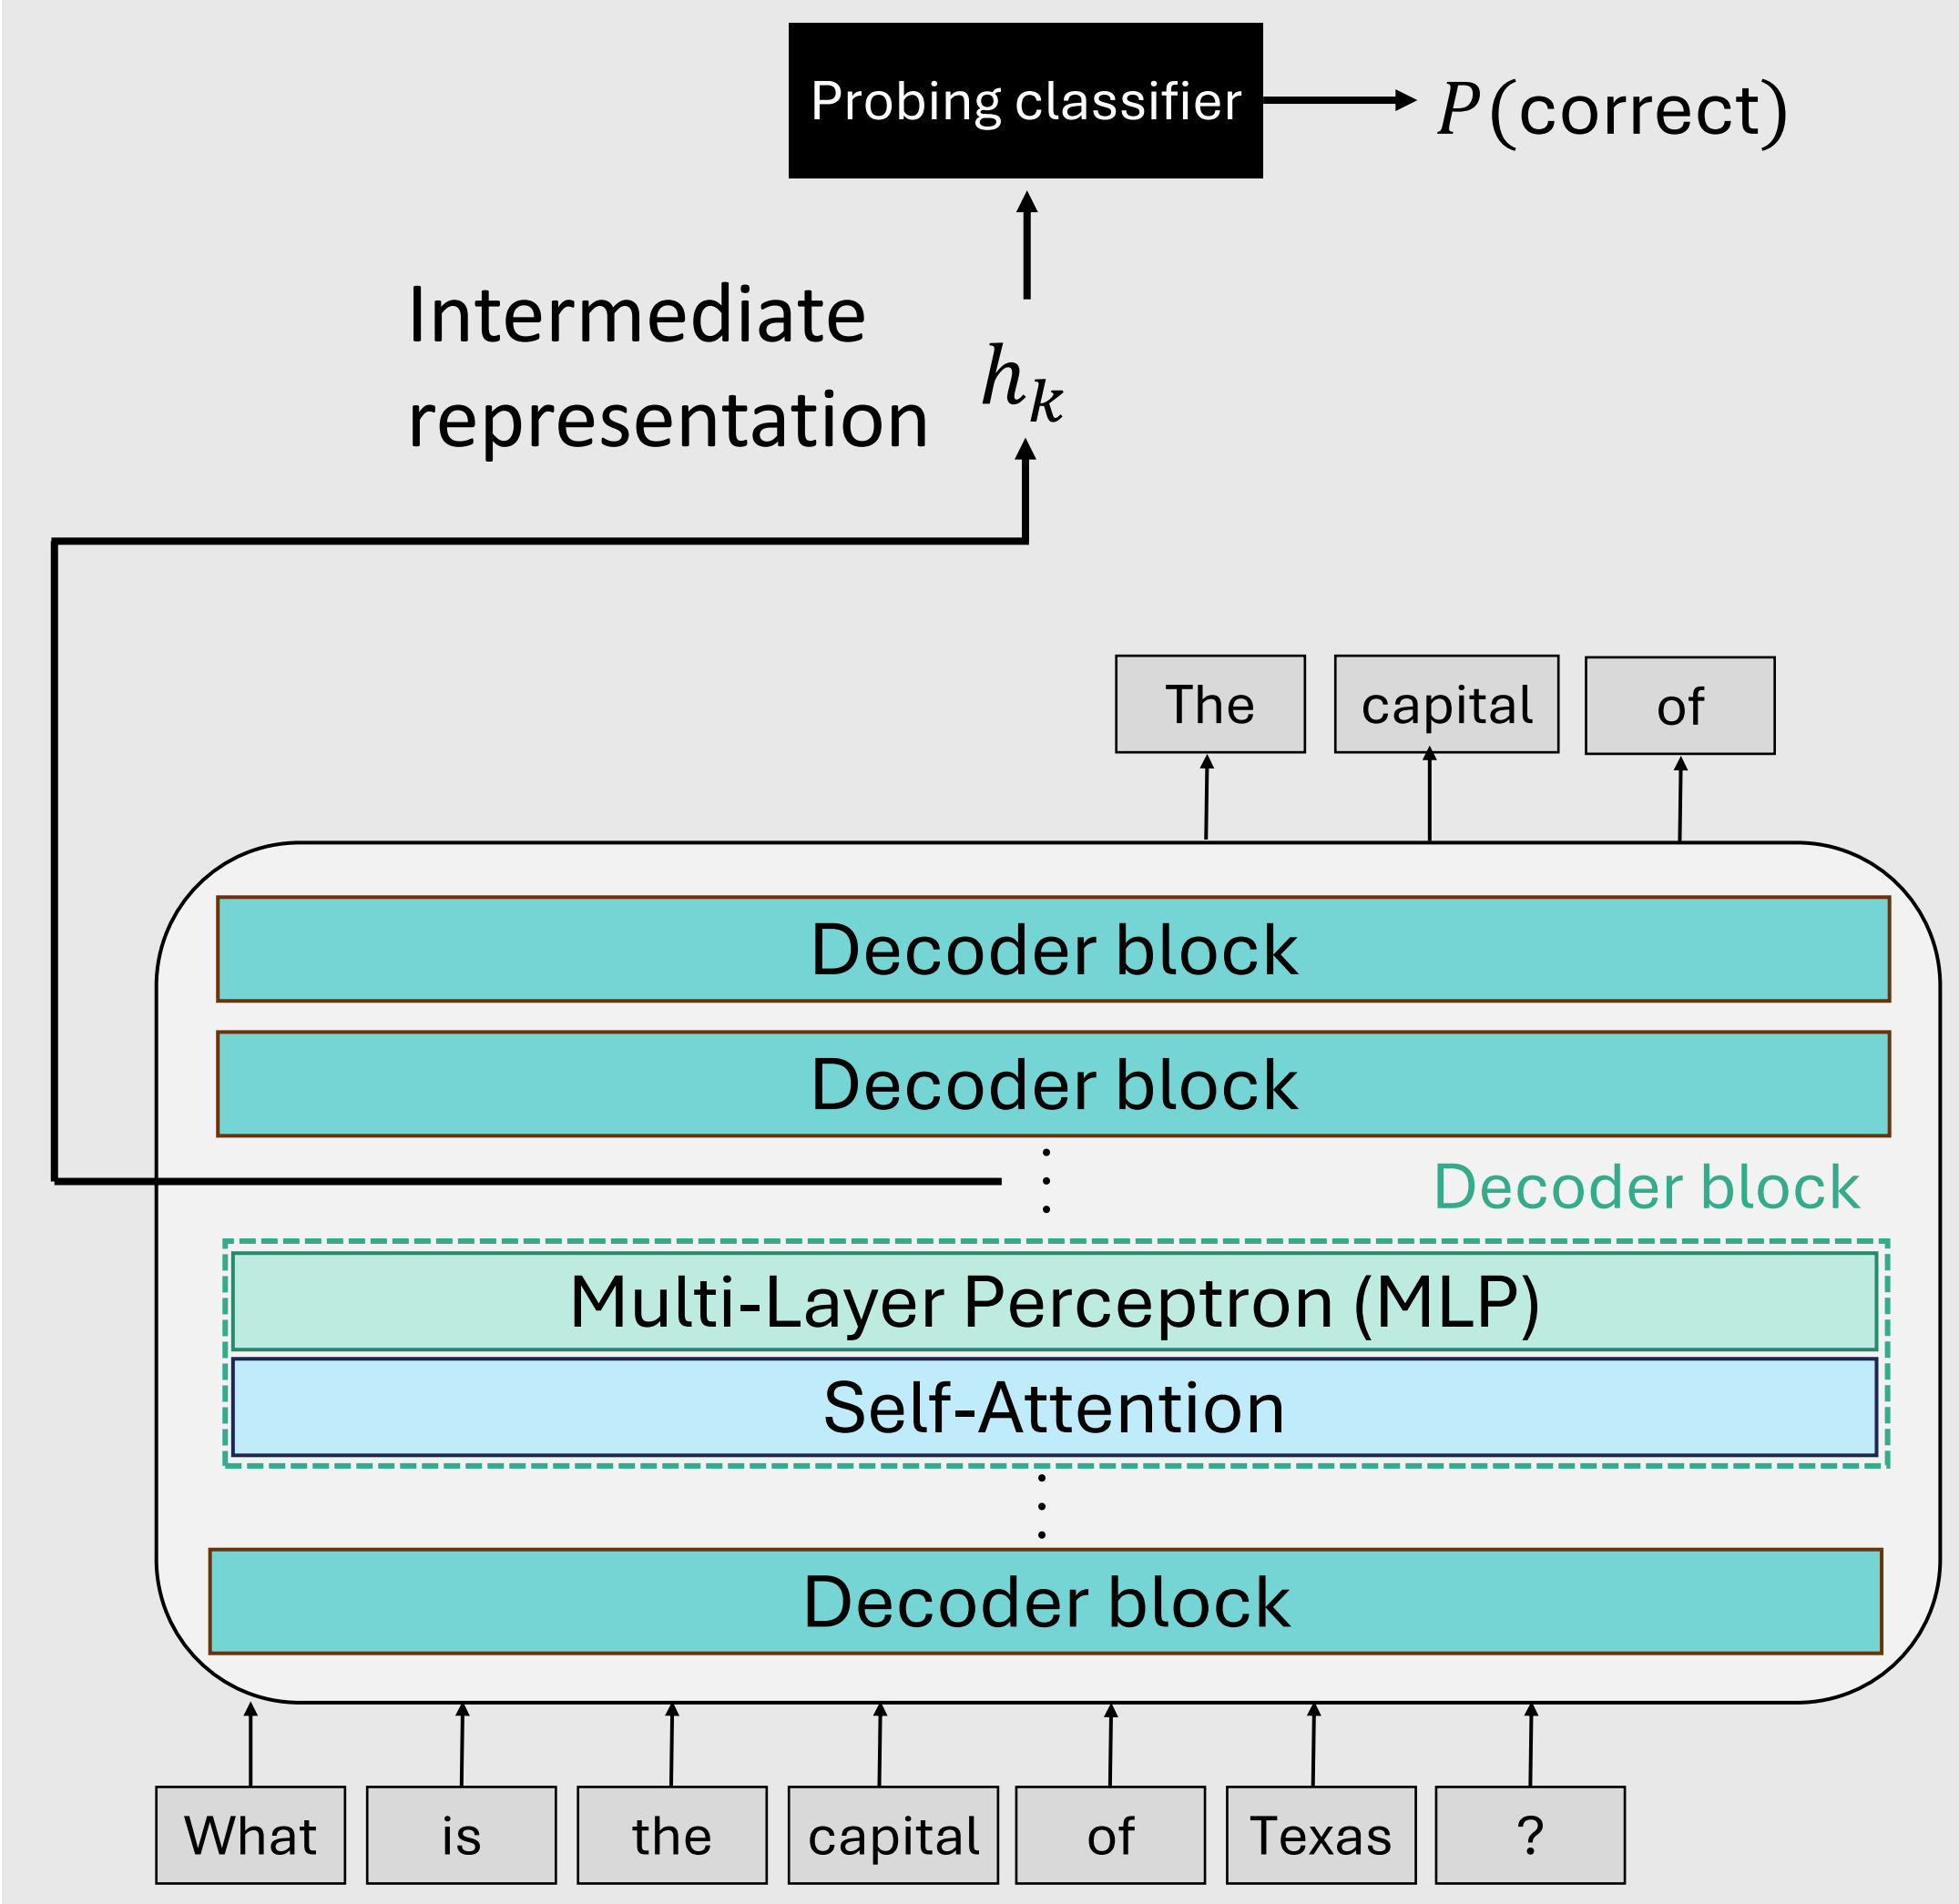 Probing classifier
P(correct)
Intermediate
representation
h_k
The capital of
Decoder block
Decoder block
Decoder block
Multi-Layer Perceptron (MLP)
Self-Attention
Decoder block
What is the capital of Texas ?